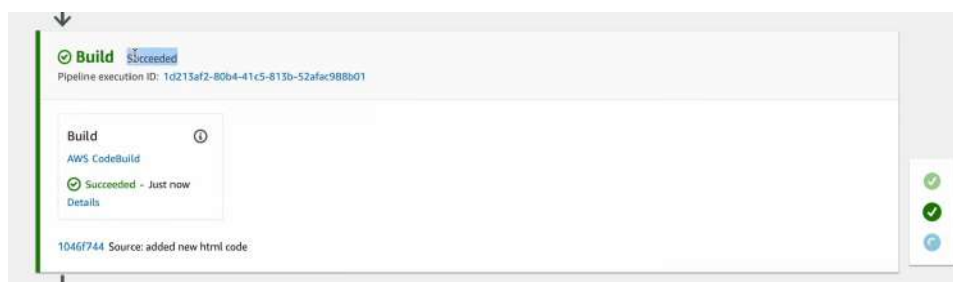 Build Succeeded
Pipeline execution ID: 1d213af2-80b4-41c5-813b-52afac988b01
Build
AWS CodeBuild
Succeeded - Just now
Details
1046f744 Source: added new html code